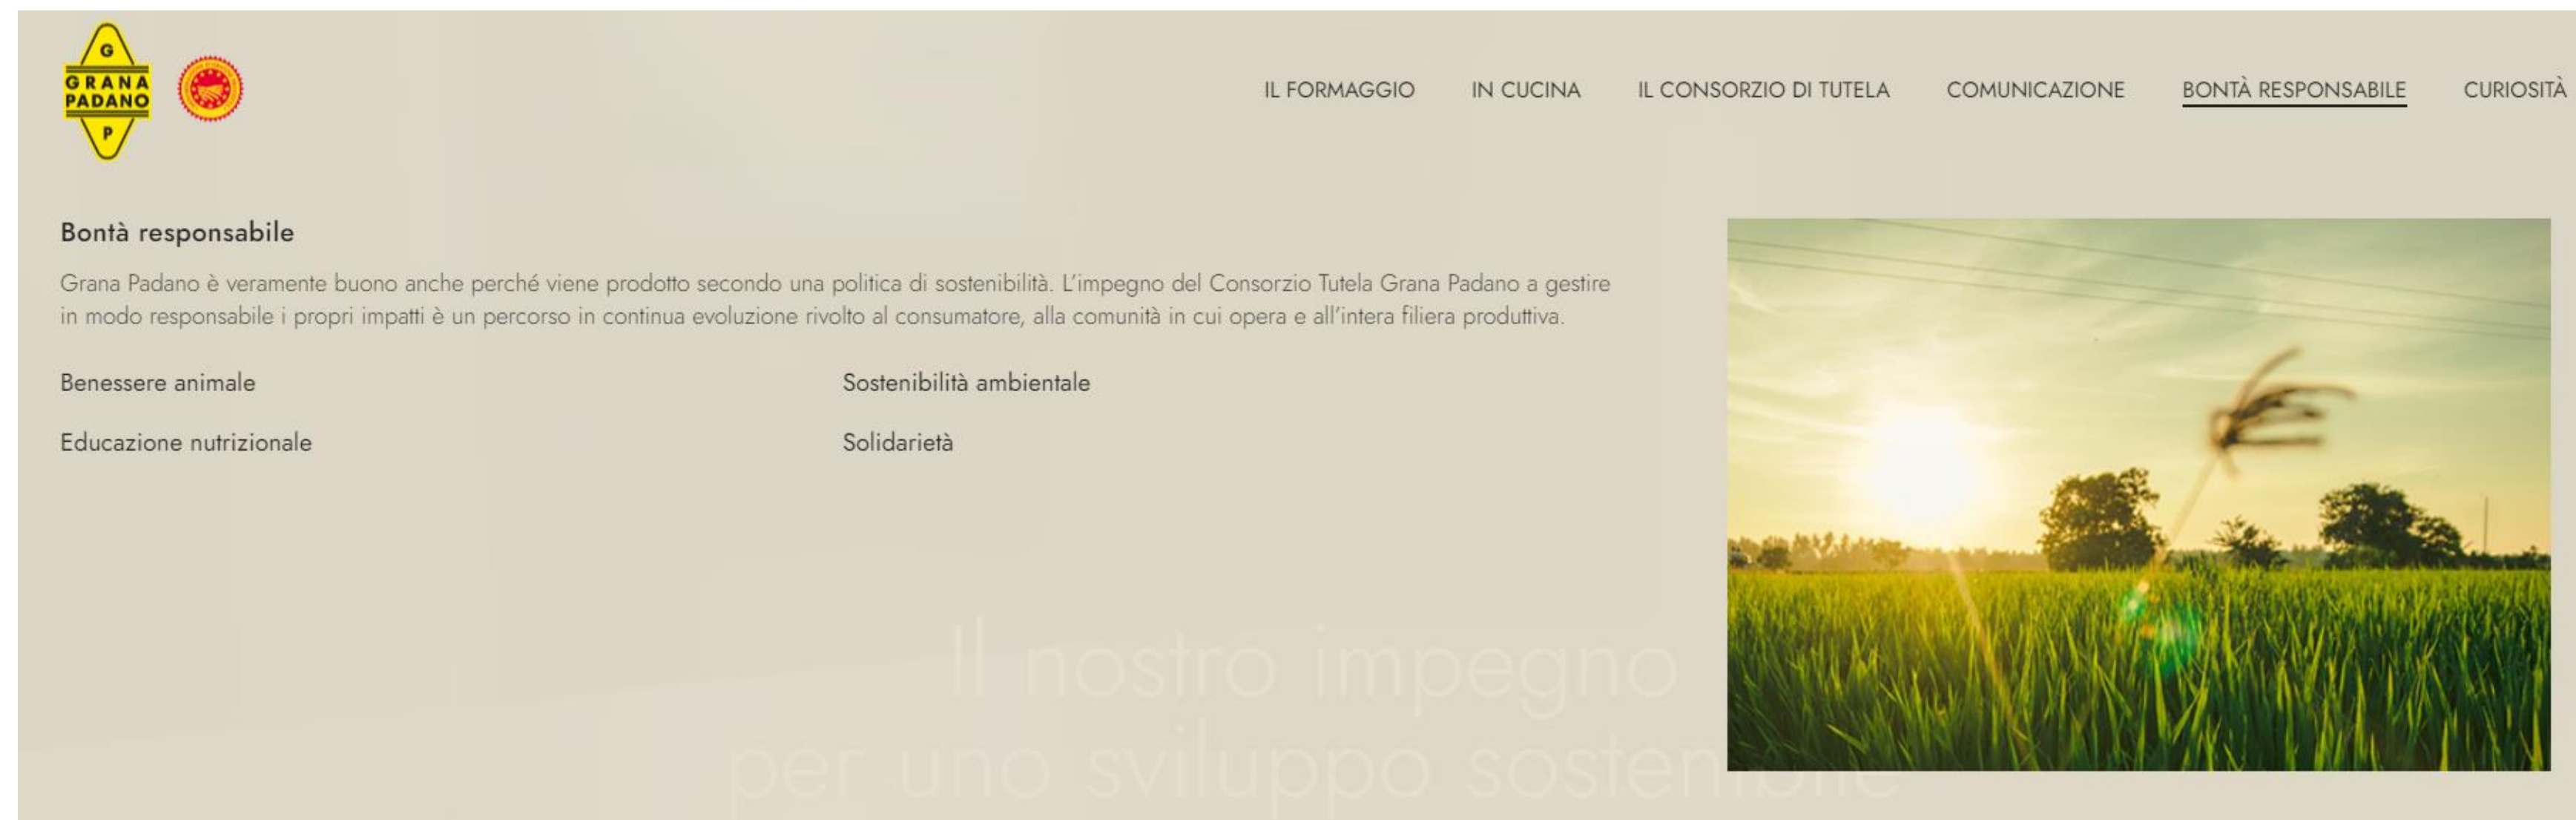 G
GRANA
PADANO
P
IL FORMAGGIO IN CUCINA IL CONSORZIO DI TUTELA COMUNICAZIONE BONTÀ RESPONSABILE CURIOSITÀ
Bontà responsabile
Grana Padano è veramente buono anche perché viene prodotto secondo una politica di sostenibilità. L'impegno del Consorzio Tutela Grana Padano a gestire
in modo responsabile i propri impatti è un percorso in continua evoluzione rivolto al consumatore, alla comunità in cui opera e all'intera filiera produttiva.
Benessere animale Sostenibilità ambientale
Educazione nutrizionale Solidarietà
Il nostro impegno
per uno sviluppo sostenibile